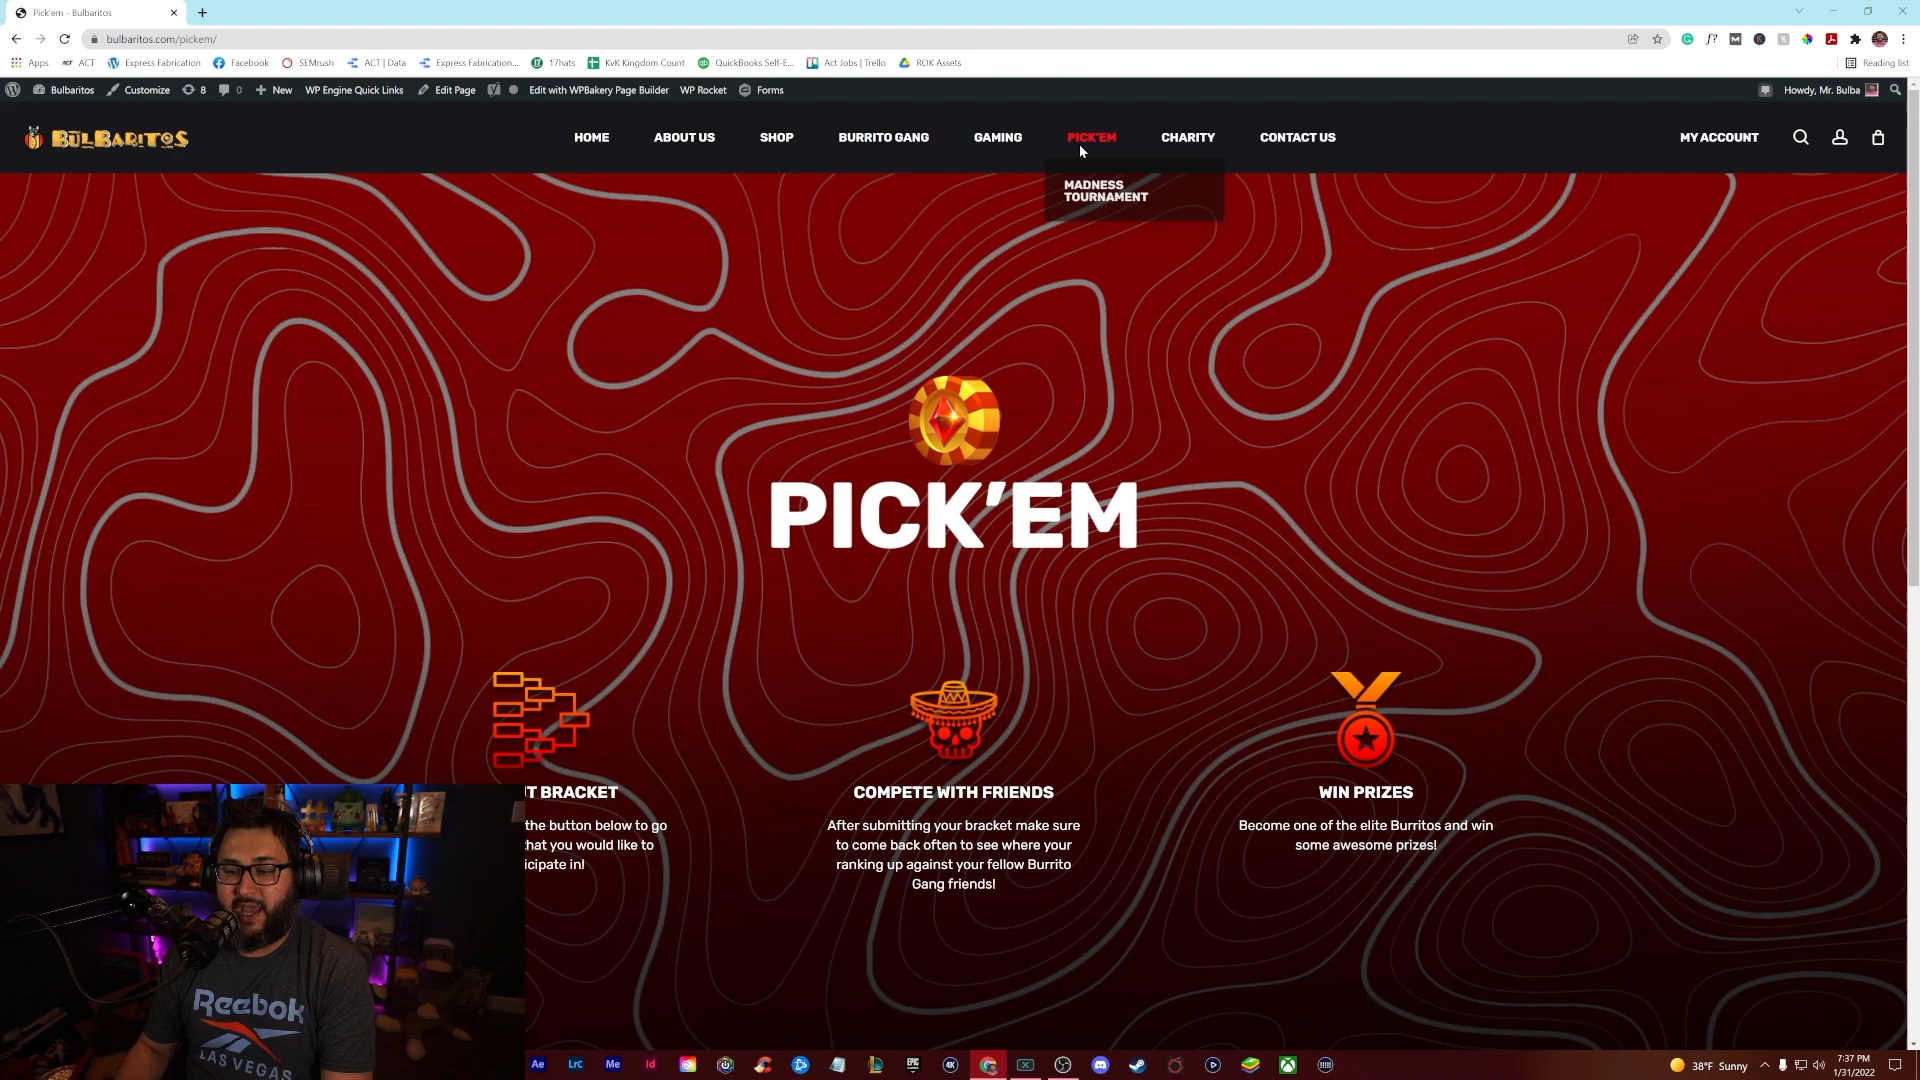 Pick'em - Bulbaritos
bulbaritos.com/pickem/
Apps ACT Express Fabrication Facebook SEMrush ACT | Data Express Fabrication... 17hats KvK Kingdom Count QuickBooks Self-E... Act Jobs | Trello ROK Assets Reading list
Bulbaritos Customize 8 0 New WP Engine Quick Links Edit Page Edit with WPBakery Page Builder WP Rocket Forms Howdy, Mr. Bulba
BULBARITOS HOME ABOUT US SHOP BURRITO GANG GAMING PICK'EM CHARITY CONTACT US MY ACCOUNT
MADNESS
TOURNAMENT
PICK'EM
T BRACKET
the button below to go
that you would like to
icipate in!
COMPETE WITH FRIENDS
After submitting your bracket make sure
to come back often to see where your
ranking up against your fellow Burrito
Gang friends!
WIN PRIZES
Become one of the elite Burritos and win
some awesome prizes!
Reebok
LAS VEGAS
Ae Lrc Me Id EPIC GAMES 4K 38°F Sunny 7:37 PM
1/31/2022